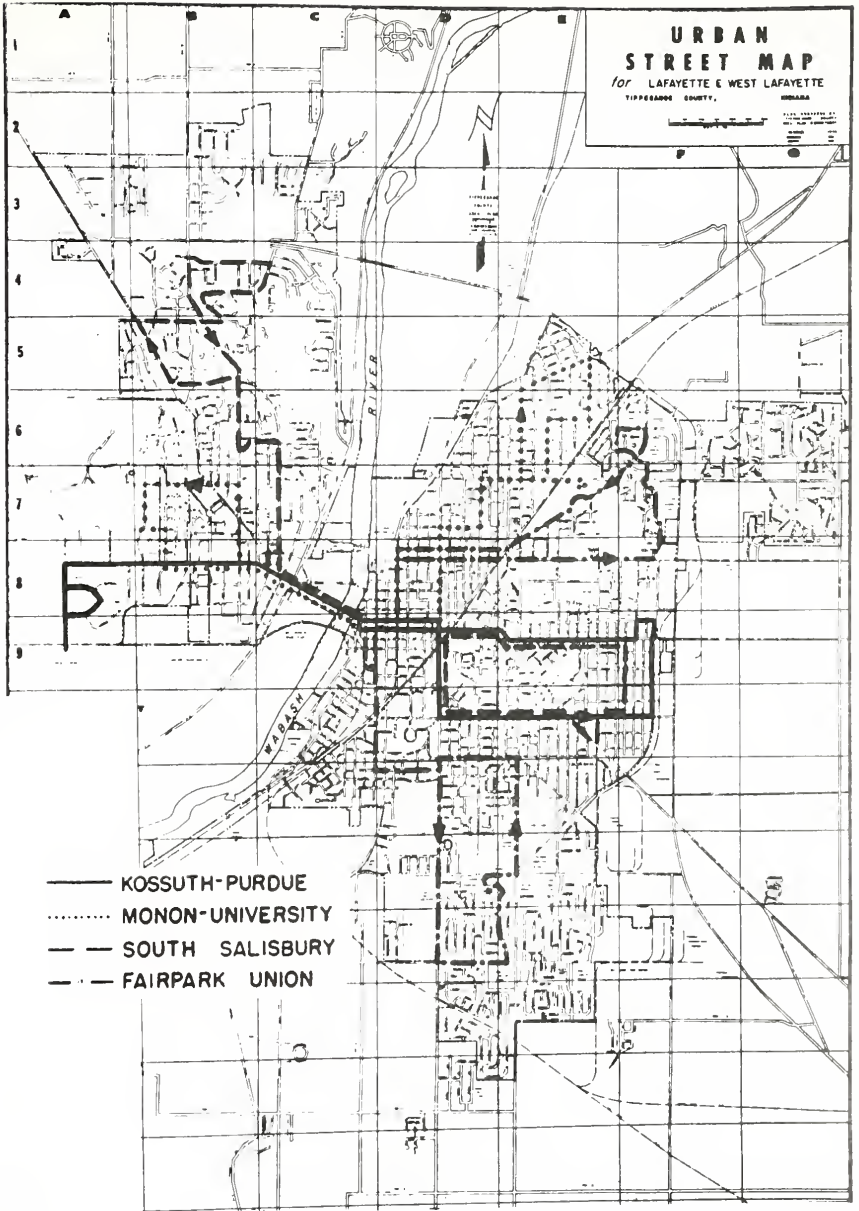 A B C D E
URBAN
STREET MAP
for LAFAYETTE & WEST LAFAYETTE
TIPPECANOE COUNTY, INDIANA
F G
1
2
3
4
5
6
7
8
9
N
RIVER
WABASH
KOSSUTH-PURDUE
MONON-UNIVERSITY
SOUTH SALISBURY
FAIRPARK UNION